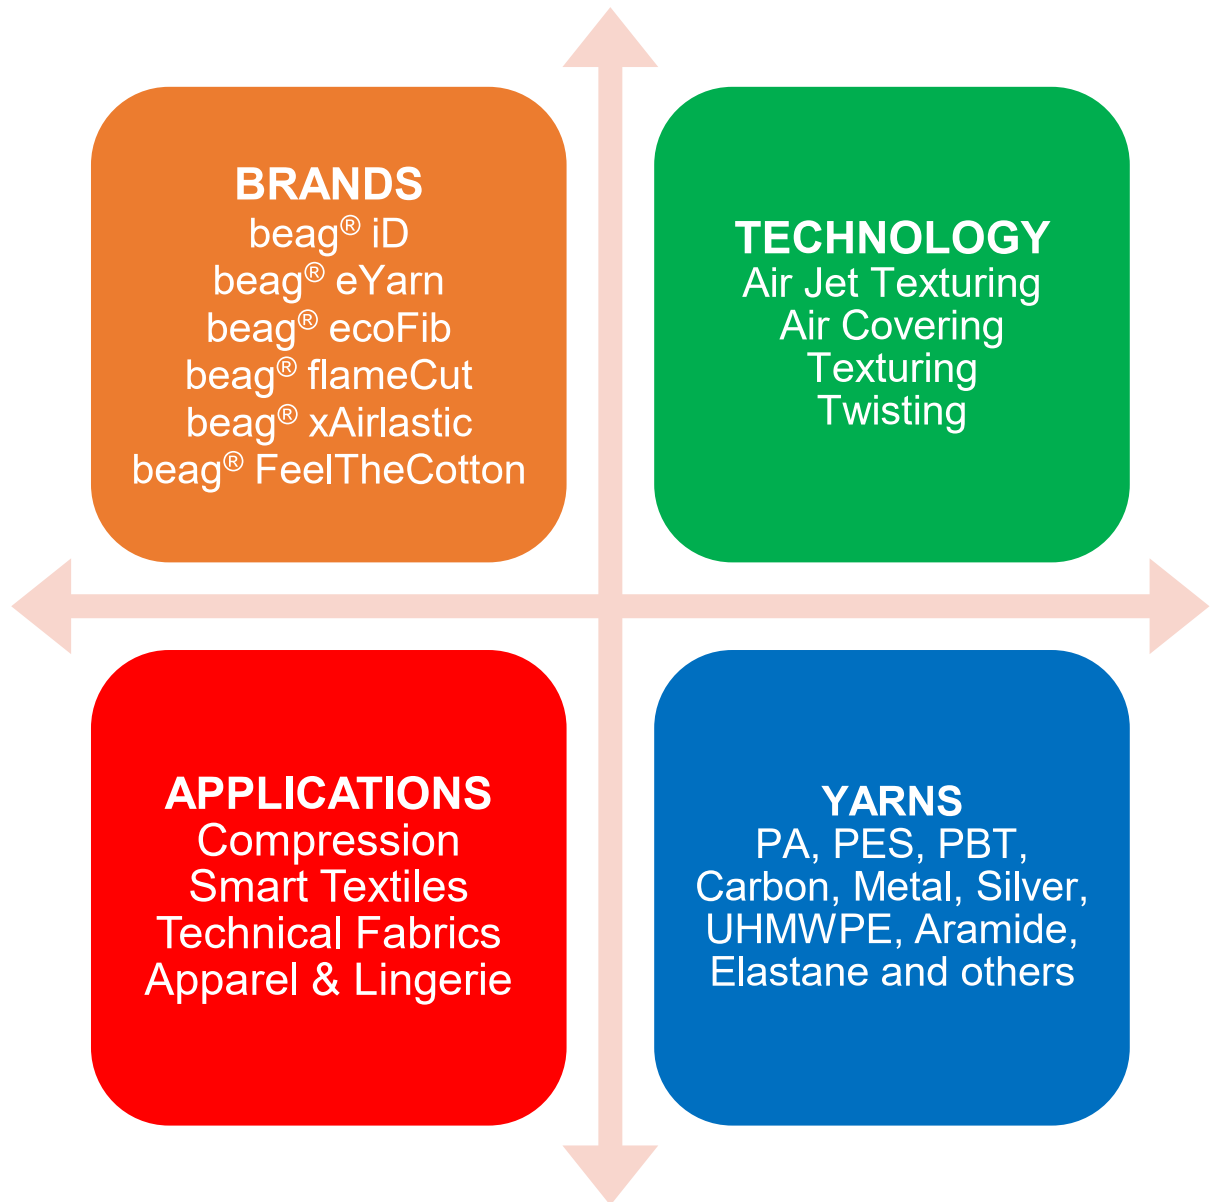 BRANDS
beag® iD
beag® eYarn
beag® ecoFib
beag® flameCut
beag® xAirlastic
beag® FeelTheCotton
TECHNOLOGY
Air Jet Texturing
Air Covering
Texturing
Twisting
APPLICATIONS
Compression
Smart Textiles
Technical Fabrics
Apparel & Lingerie
YARNS
PA, PES, PBT,
Carbon, Metal, Silver,
UHMWPE, Aramide,
Elastane and others